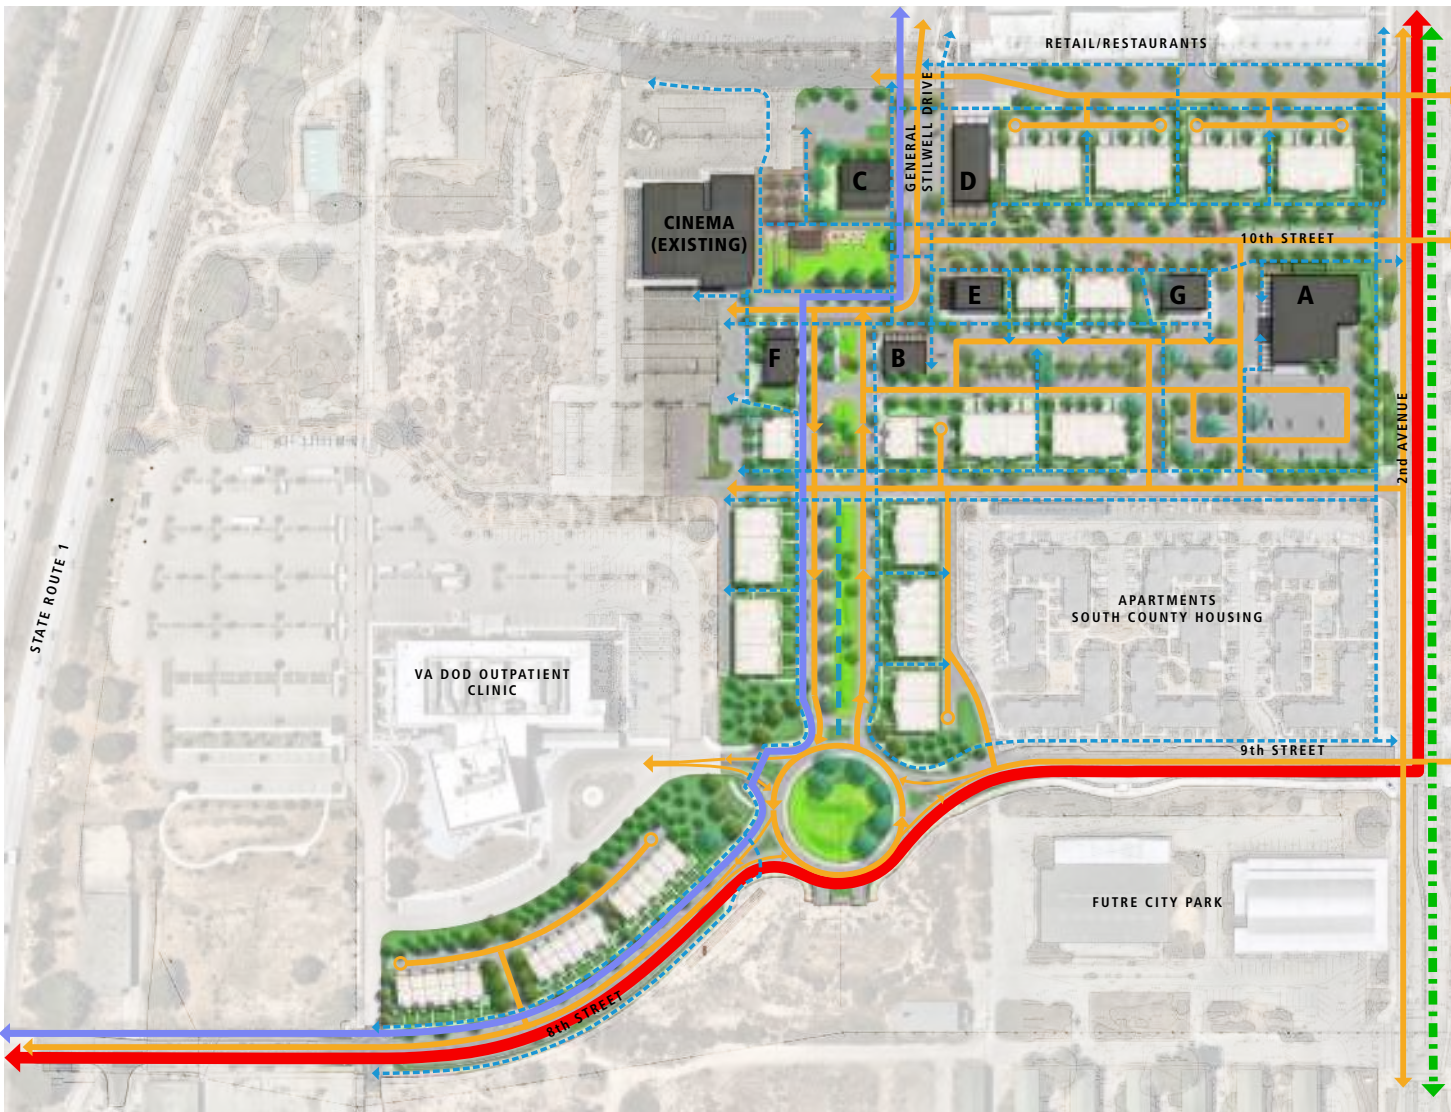 RETAIL/RESTAURANTS
GENERAL
STILWELL DRIVE
C
D
CINEMA
(EXISTING)
10th STREET
E
G
A
F
B
2nd AVENUE
STATE ROUTE 1
APARTMENTS
SOUTH COUNTY HOUSING
VA DOD OUTPATIENT
CLINIC
9th STREET
FUTRE CITY PARK
8th STREET